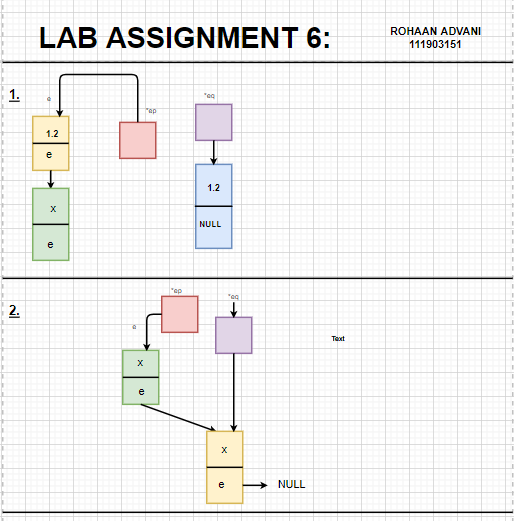 LAB ASSIGNMENT 6:
ROHAAN ADVANI
111903151
1.
e
*ep
*eq
1.2
e
x
e
1.2
NULL
2.
*ep
*eq
e
Text
x
e
x
e
NULL